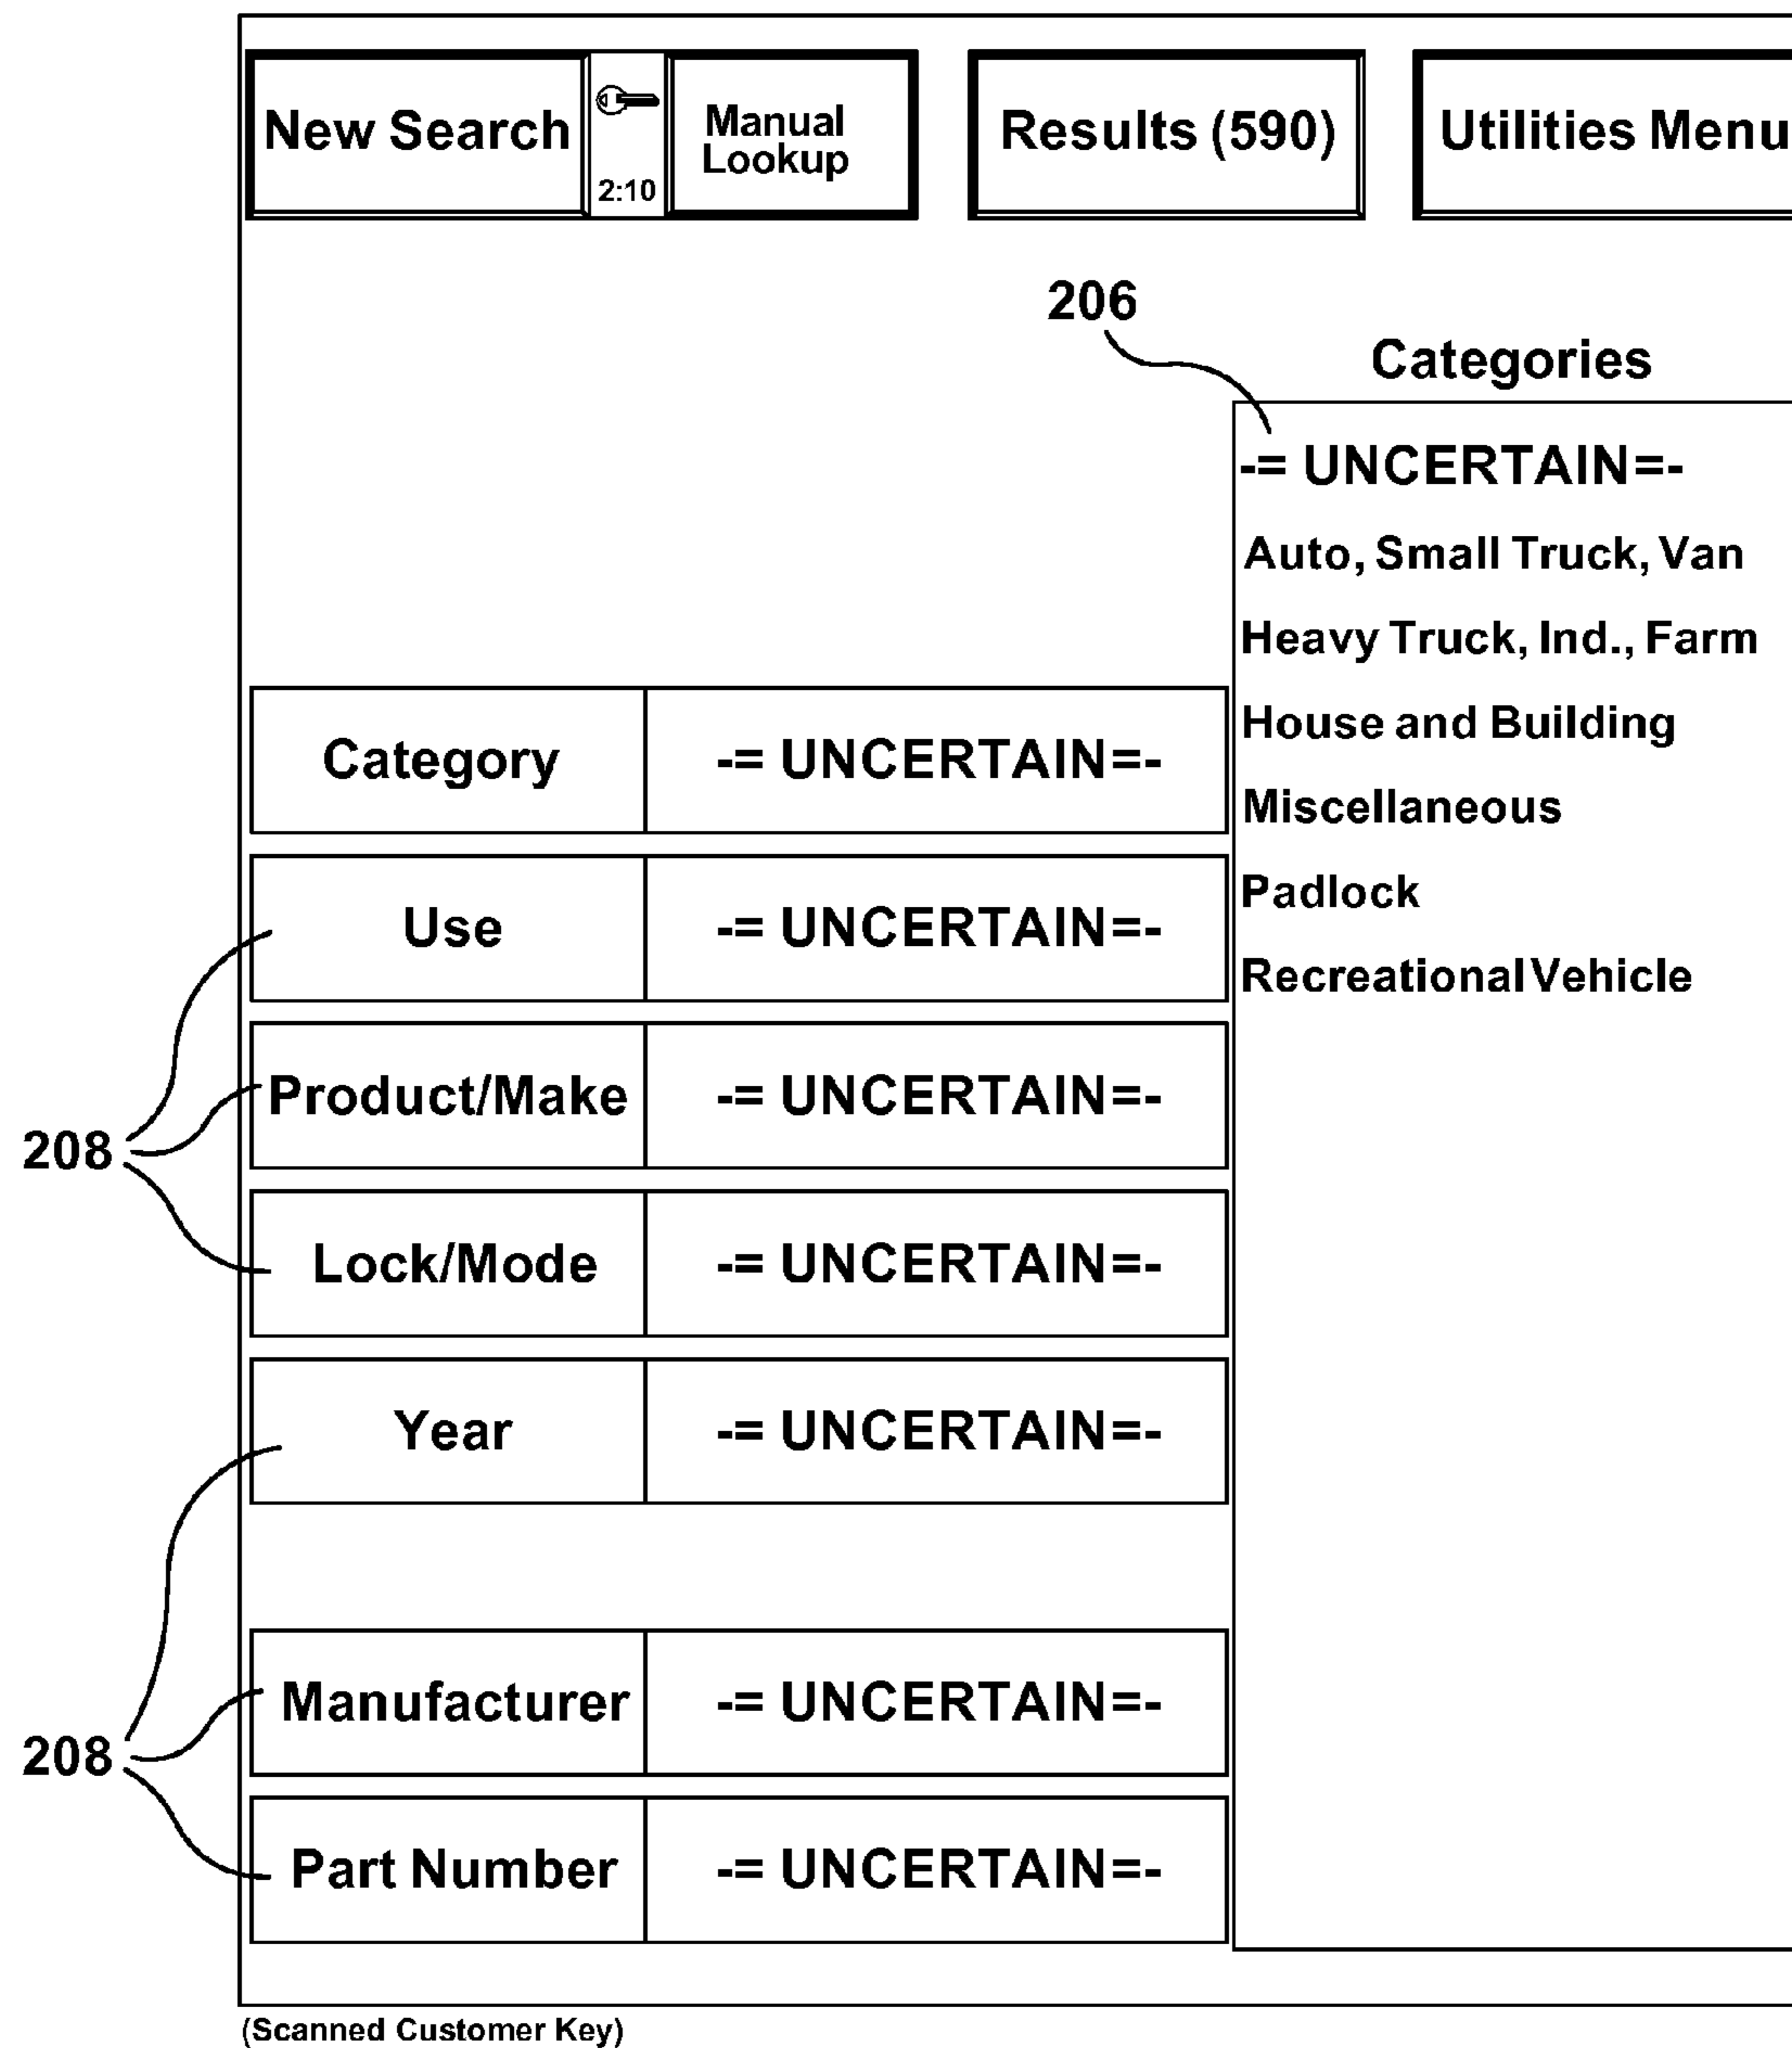 New Search
2:10
Manual
Lookup
Results (590)
Utilities Menu
206
Categories
-= UNCERTAIN=-
Auto, Small Truck, Van
Heavy Truck, Ind., Farm
House and Building
Miscellaneous
Padlock
Recreational Vehicle
Category -= UNCERTAIN=-
Use -= UNCERTAIN=-
Product/Make -= UNCERTAIN=-
208
Lock/Mode -= UNCERTAIN=-
Year -= UNCERTAIN=-
Manufacturer -= UNCERTAIN=-
208
Part Number -= UNCERTAIN=-
(Scanned Customer Key)